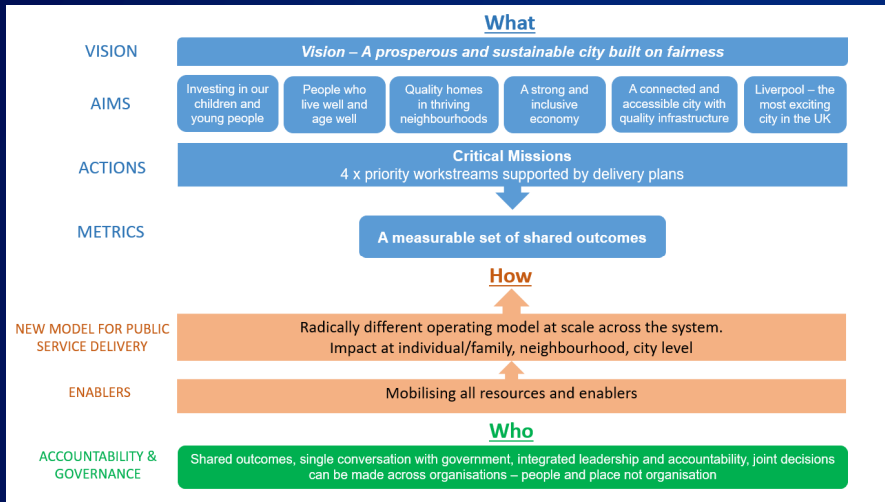 What
VISION
Vision – A prosperous and sustainable city built on fairness
AIMS
Investing in our
children and
young people
People who
live well and
age well
Quality homes
in thriving
neighbourhoods
A strong and
inclusive
economy
A connected and
accessible city with
quality infrastructure
Liverpool – the
most exciting
city in the UK
ACTIONS
Critical Missions
4 x priority workstreams supported by delivery plans
METRICS
A measurable set of shared outcomes
How
NEW MODEL FOR PUBLIC
SERVICE DELIVERY
Radically different operating model at scale across the system.
Impact at individual/family, neighbourhood, city level
ENABLERS
Mobilising all resources and enablers
Who
ACCOUNTABILITY &
GOVERNANCE
Shared outcomes, single conversation with government, integrated leadership and accountability, joint decisions
can be made across organisations – people and place not organisation